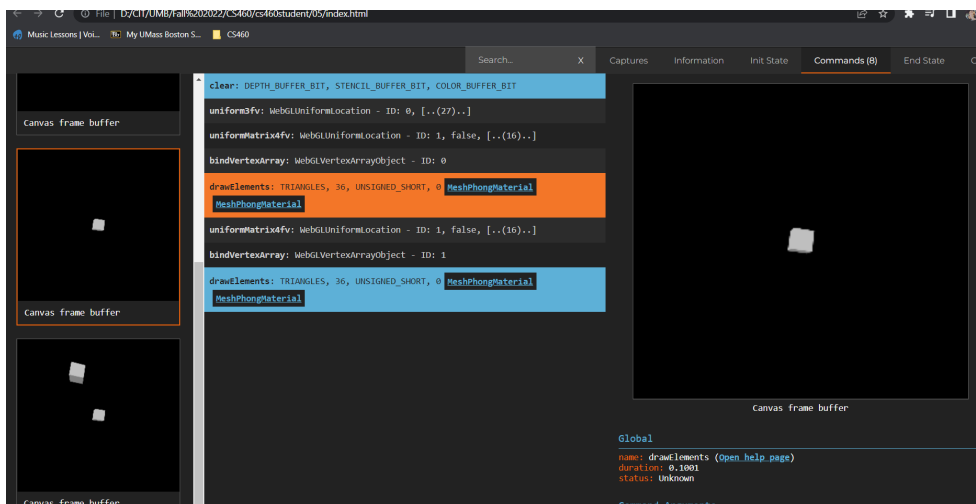 File | D:/CIT/UMB/Fall%202022/CS460/cs460student/05/index.html
Music Lessons | Voi... My UMass Boston S... CS460
Search... X Captures Information Init State Commands (8) End State
Canvas frame buffer
Canvas frame buffer
Canvas frame buffer
clear: DEPTH_BUFFER_BIT, STENCIL_BUFFER_BIT, COLOR_BUFFER_BIT
uniform3fv: WebGLUniformLocation - ID: 0, [..(27)..]
uniformMatrix4fv: WebGLUniformLocation - ID: 1, false, [..(16)..]
bindVertexArray: WebGLVertexArrayObject - ID: 0
drawElements: TRIANGLES, 36, UNSIGNED_SHORT, 0 MeshPhongMaterial
MeshPhongMaterial
uniformMatrix4fv: WebGLUniformLocation - ID: 1, false, [..(16)..]
bindVertexArray: WebGLVertexArrayObject - ID: 1
drawElements: TRIANGLES, 36, UNSIGNED_SHORT, 0 MeshPhongMaterial
MeshPhongMaterial
Canvas frame buffer
Global
name: drawElements (Open help page)
duration: 0.1001
status: Unknown
Command Arguments